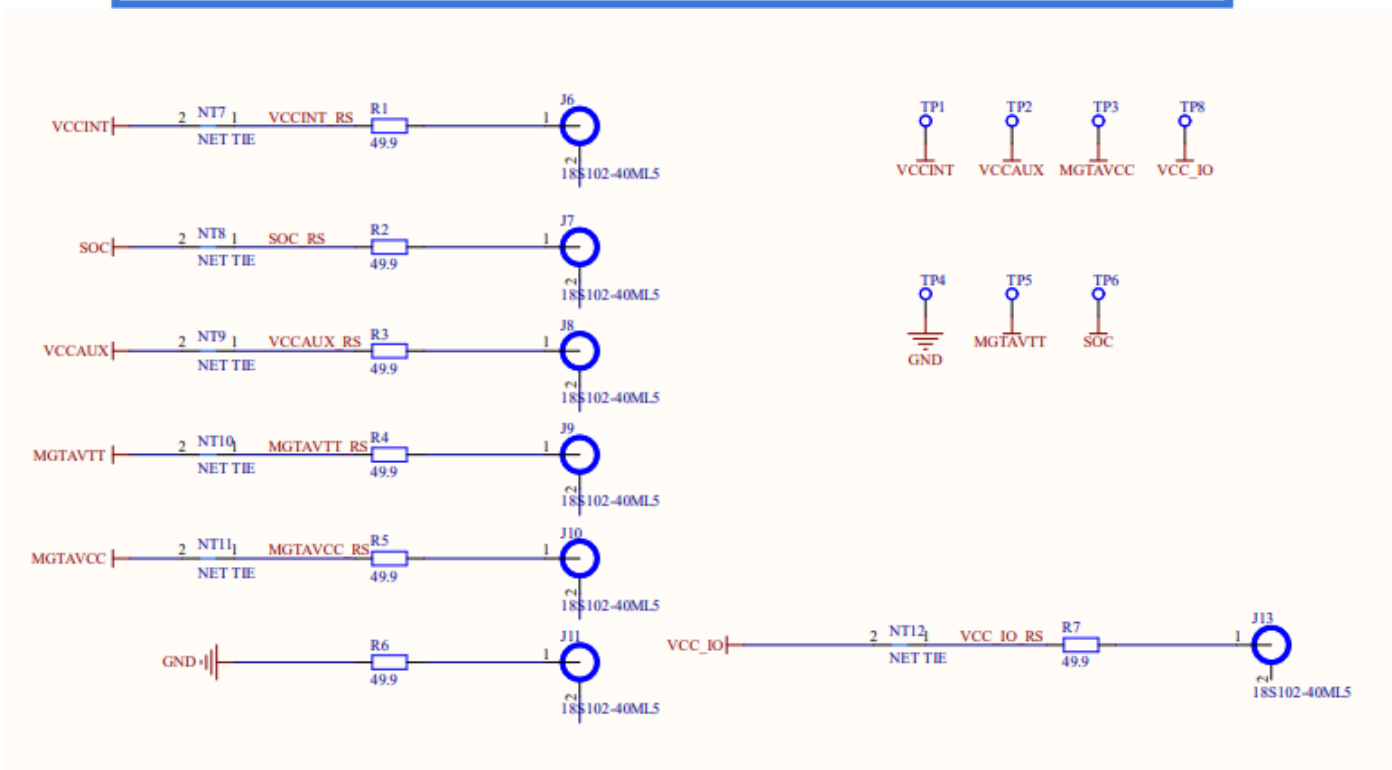 VCCINT 2 NT7 1 VCCINT_RS R1 1 J6
NET TIE 49.9 2
18S102-40ML5
SOC 2 NT8 1 SOC_RS R2 1 J7
NET TIE 49.9 2
18S102-40ML5
VCCAUX 2 NT9 1 VCCAUX_RS R3 1 J8
NET TIE 49.9 2
18S102-40ML5
MGTAVTT 2 NT10 1 MGTAVTT_RS R4 1 J9
NET TIE 49.9 2
18S102-40ML5
MGTAVCC 2 NT11 1 MGTAVCC_RS R5 1 J10
NET TIE 49.9 2
18S102-40ML5
GND R6 1 J11
49.9 2
18S102-40ML5
TP1 TP2 TP3 TP8
VCCINT VCCAUX MGTAVCC VCC_IO
TP4 TP5 TP6
GND MGTAVTT SOC
VCC_IO 2 NT12 1 VCC_IO_RS R7 1 J13
NET TIE 49.9 2
18S102-40ML5